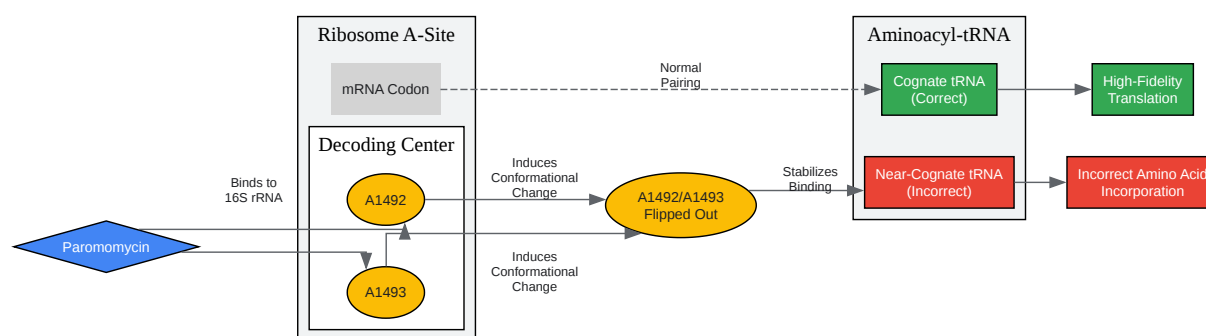 Ribosome A-Site
Aminoacyl-tRNA
mRNA Codon
Normal
Pairing
Cognate tRNA
(Correct)
High-Fidelity
Translation
Decoding Center
Binds to
16S rRNA
A1492
Induces
Conformational
Change
A1492/A1493
Flipped Out
Stabilizes
Binding
Near-Cognate tRNA
(Incorrect)
Incorrect Amino Acid
Incorporation
Paromomycin
A1493
Induces
Conformational
Change